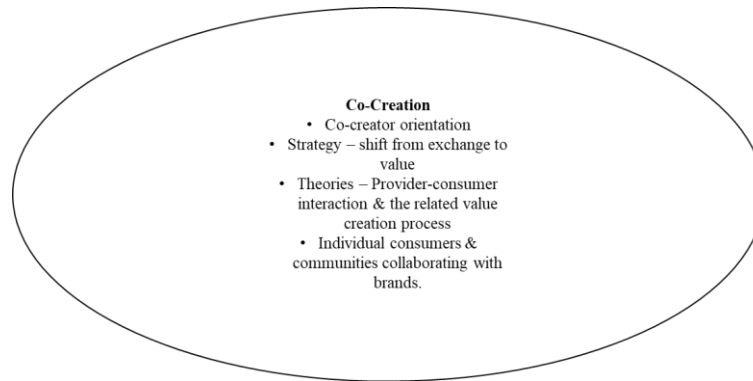 Co-Creation
• Co-creator orientation
• Strategy – shift from exchange to
value
• Theories – Provider-consumer
interaction & the related value
creation process
• Individual consumers &
communities collaborating with
brands.